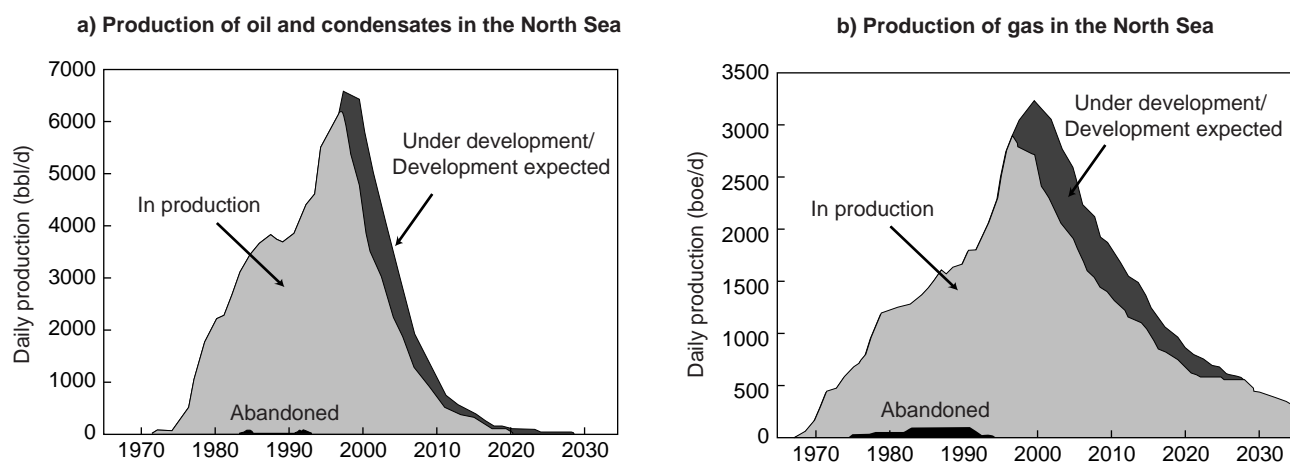 a) Production of oil and condensates in the North Sea
7000
6000
5000
4000
3000
2000
1000
0
Daily production (bbl/d)
In production
Under development/
Development expected
Abandoned
1970 1980 1990 2000 2010 2020 2030
b) Production of gas in the North Sea
3500
3000
2500
3000
1500
1000
500
0
Daily production (boe/d)
In production
Under development/
Development expected
Abandoned
1970 1980 1990 2000 2010 2020 2030